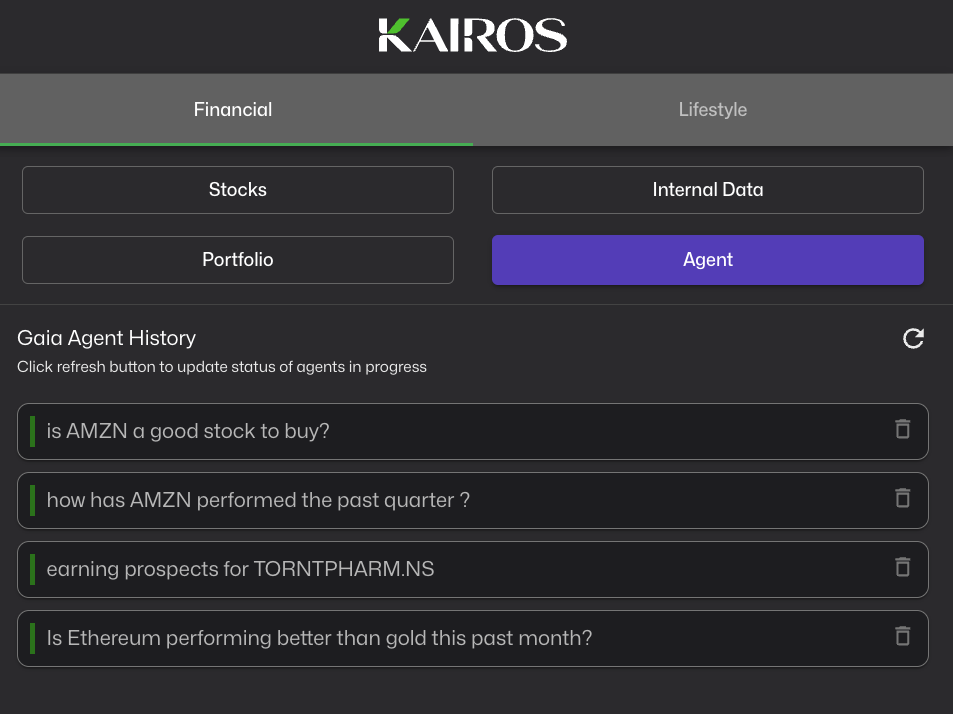 KAIROS
Financial
Lifestyle
Stocks
Internal Data
Portfolio
Agent
Gaia Agent History
Click refresh button to update status of agents in progress
is AMZN a good stock to buy?
how has AMZN performed the past quarter ?
earning prospects for TORNTPHARM.NS
Is Ethereum performing better than gold this past month?